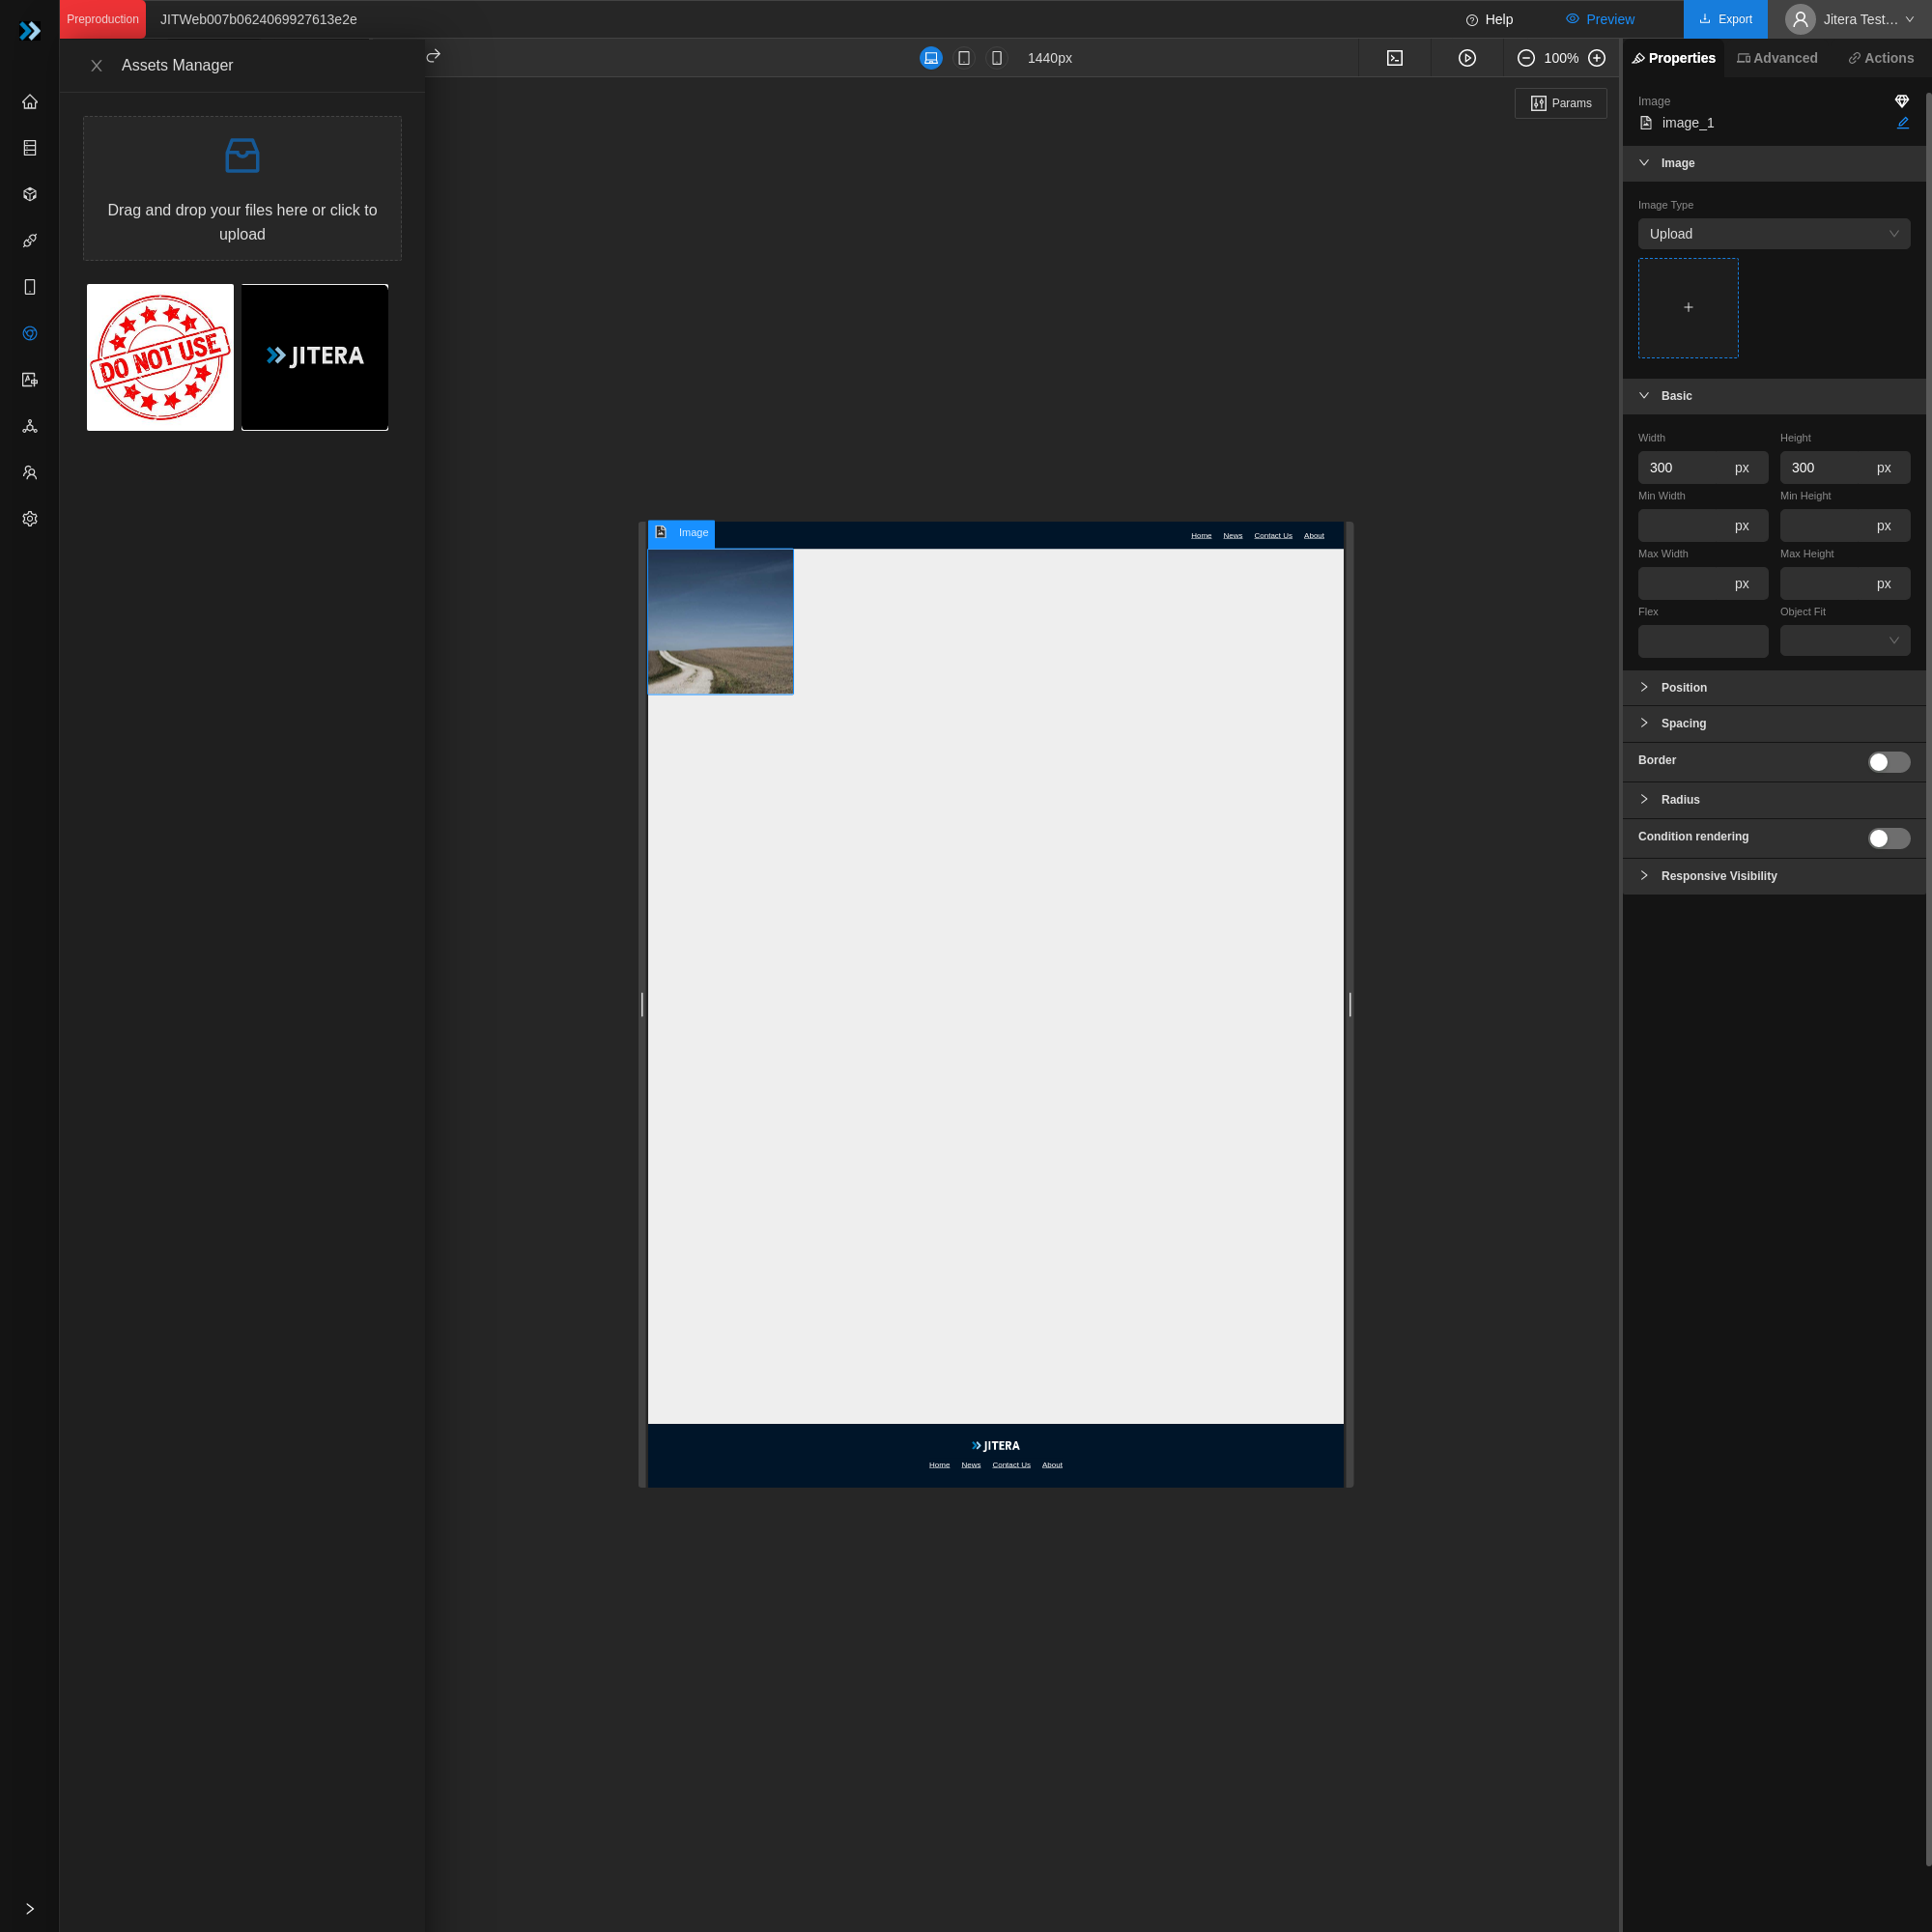 Preproduction
JITWeb007b0624069927613e2e
Help
Preview
Export
Jitera Test...
Assets Manager
1440px
100%
Properties
Advanced
Actions
Params
Drag and drop your files here or click to
upload
DO NOT USE
JITERA
Image
image_1
Image
Image Type
Upload
Basic
Width
Height
300 px
300 px
Min Width
Min Height
px
px
Max Width
Max Height
px
px
Flex
Object Fit
Position
Spacing
Border
Radius
Condition rendering
Responsive Visibility
Image
Home
News
Contact Us
About
JITERA
Home
News
Contact Us
About